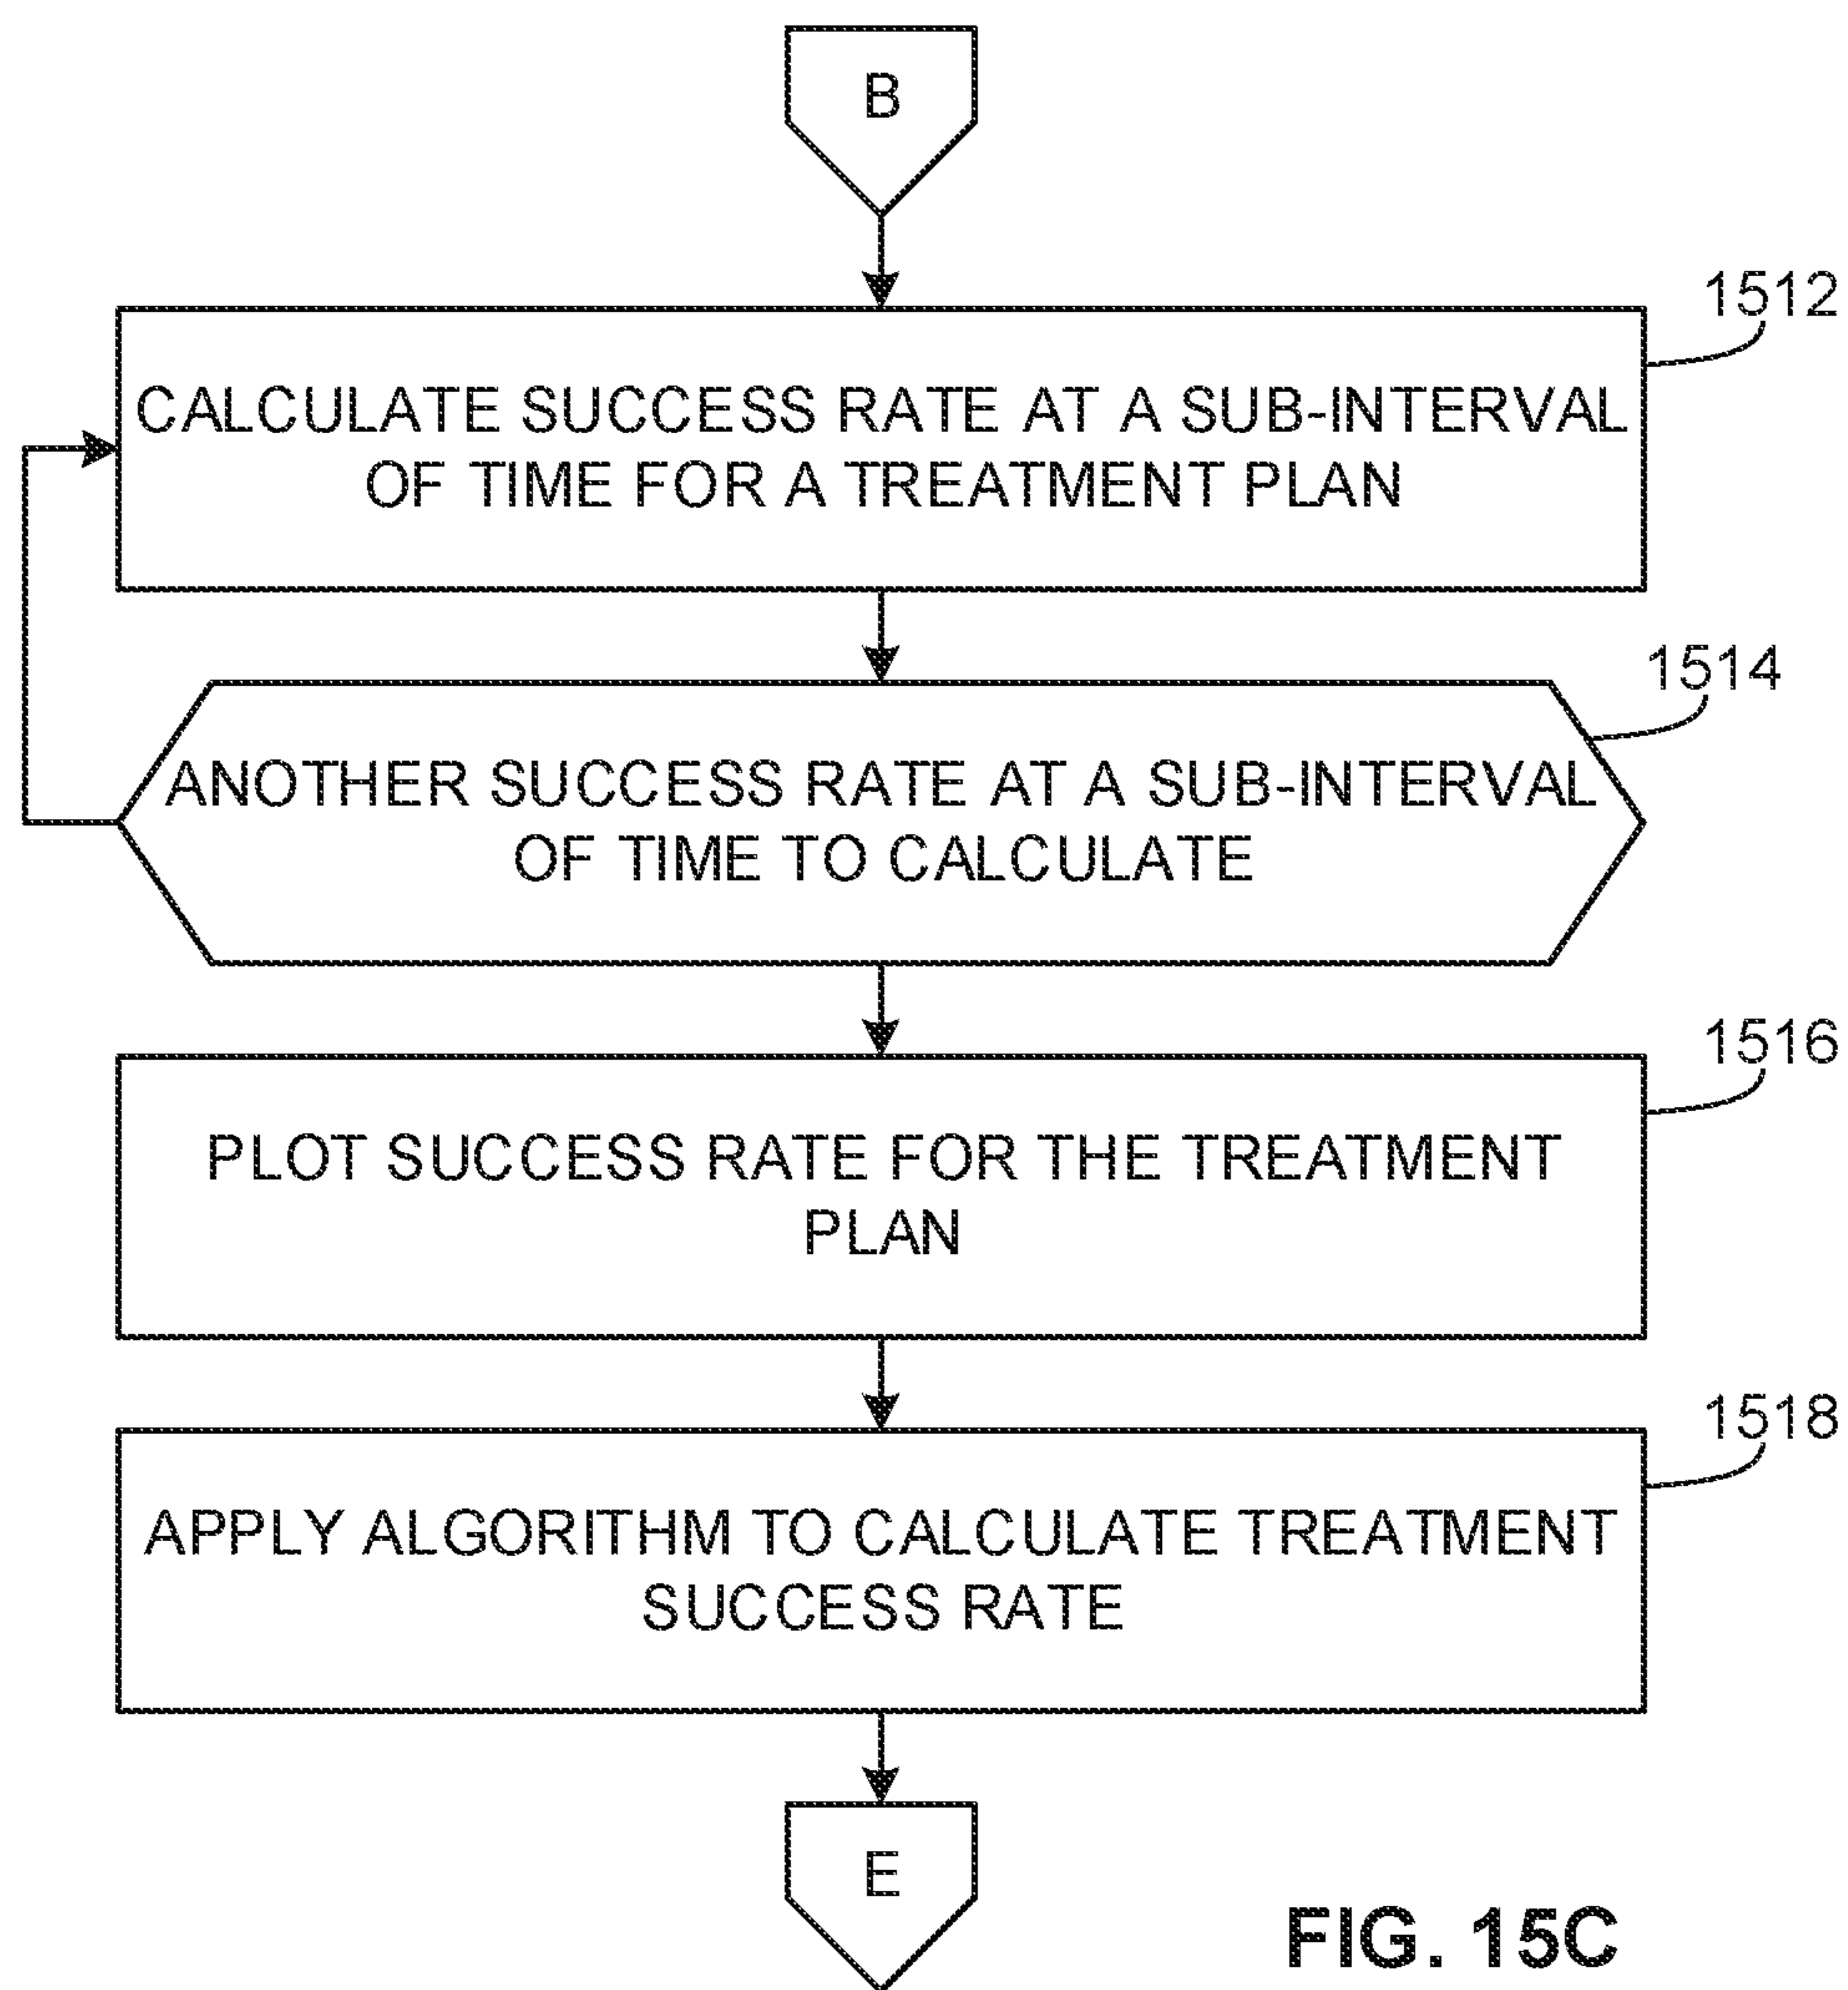 B
1512
CALCULATE SUCCESS RATE AT A SUB-INTERVAL
OF TIME FOR A TREATMENT PLAN
1514
ANOTHER SUCCESS RATE AT A SUB-INTERVAL
OF TIME TO CALCULATE
1516
PLOT SUCCESS RATE FOR THE TREATMENT
PLAN
1518
APPLY ALGORITHM TO CALCULATE TREATMENT
SUCCESS RATE
E
FIG. 15C